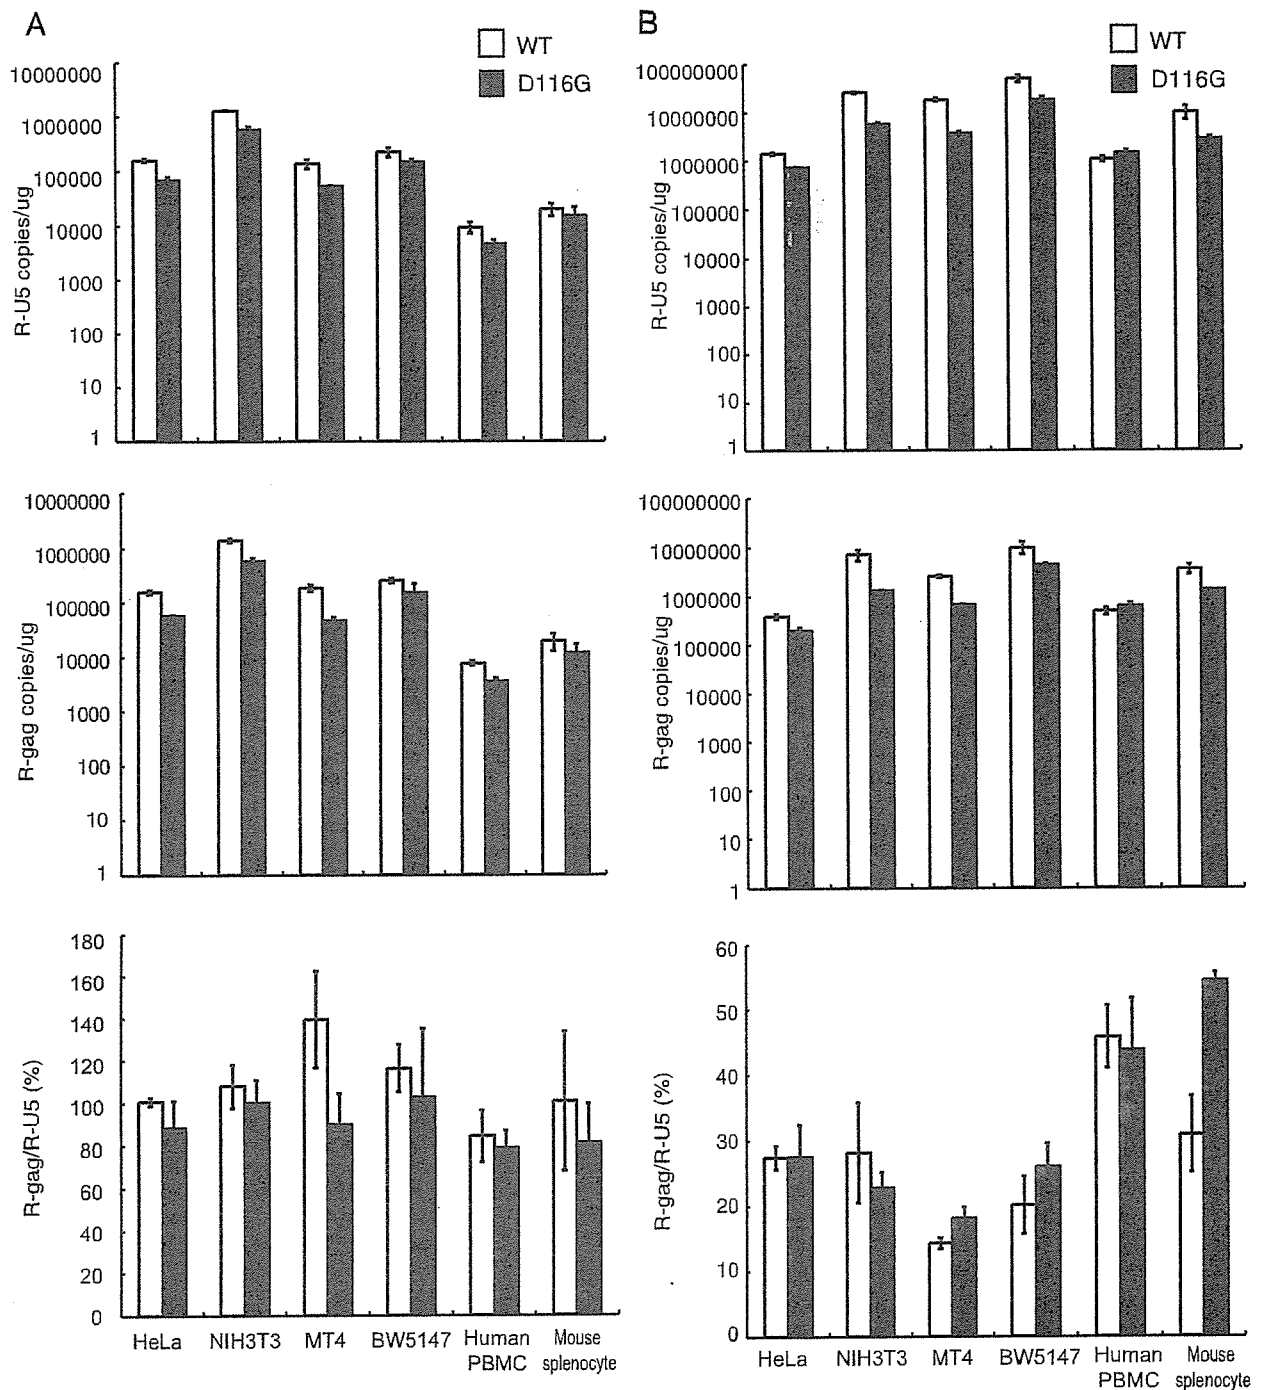 A
WT
D116G
10000000
1000000
100000
10000
1000
100
10
1
R-U5 copies/ug
B
WT
D116G
100000000
10000000
1000000
100000
10000
1000
100
10
1
R-U5 copies/ug
10000000
1000000
100000
10000
1000
100
10
1
R-gag copies/ug
100000000
10000000
1000000
100000
10000
1000
100
10
1
R-gag copies/ug
180
160
140
120
100
80
60
40
20
0
R-gag/R-U5 (%)
HeLa
NIH3T3
MT4
BW5147
Human
PBMC
Mouse
splenocyte
60
50
40
30
20
10
0
R-gag/R-U5 (%)
HeLa
NIH3T3
MT4
BW5147
Human
PBMC
Mouse
splenocyte